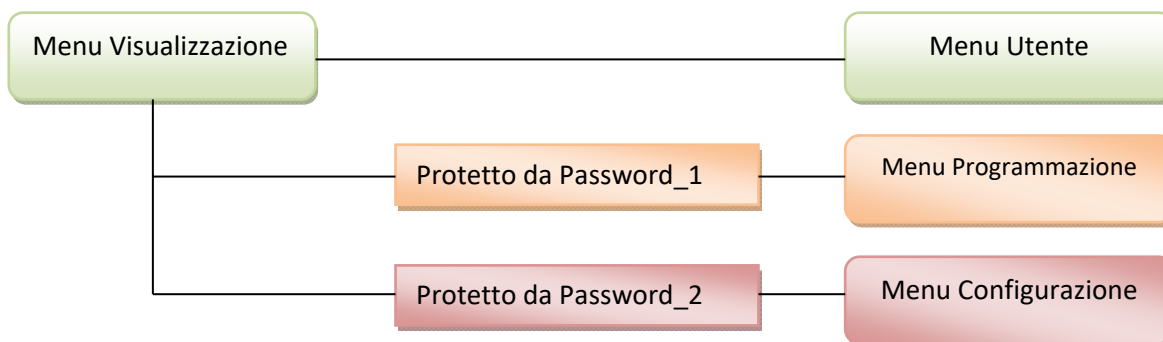 Menu Visualizzazione
Menu Utente
Protetto da Password_1
Menu Programmazione
Protetto da Password_2
Menu Configurazione